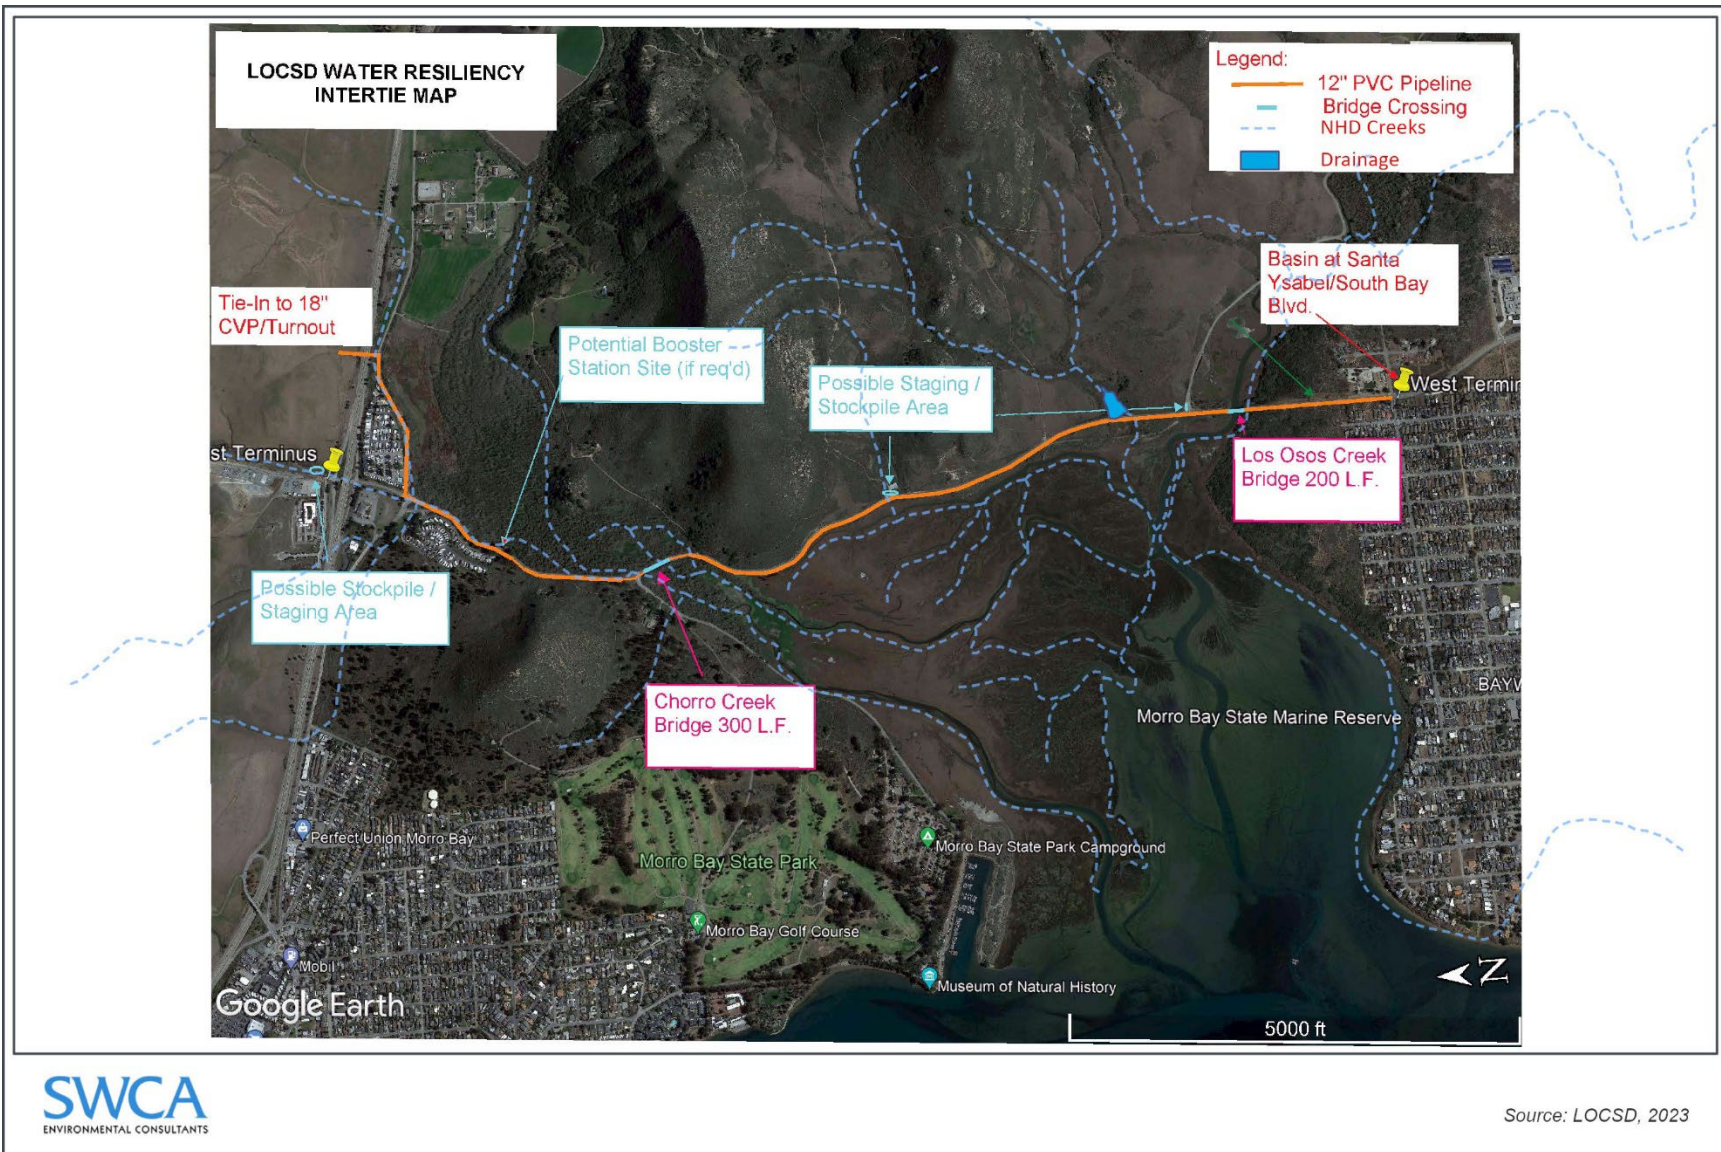 LOCSD WATER RESILIENCY
INTERTIE MAP
Legend:
12" PVC Pipeline
Bridge Crossing
NHD Creeks
Drainage
Basin at Santa
Ysabel/South Bay
Blvd.
Tie-In to 18"
CVP/Turnout
Potential Booster
Station Site (if req'd)
Possible Staging /
Stockpile Area
West Termin
st Terminus
Los Osos Creek
Bridge 200 L.F.
Possible Stockpile /
Staging Area
Chorro Creek
Bridge 300 L.F.
BAYW
Morro Bay State Marine Reserve
Perfect Union Morro Bay
Morro Bay State Park
Morro Bay State Park Campground
Morro Bay Golf Course
Mobil
Museum of Natural History
Google Earth
Z
5000 ft
SWCA
ENVIRONMENTAL CONSULTANTS
Source: LOCSD, 2023